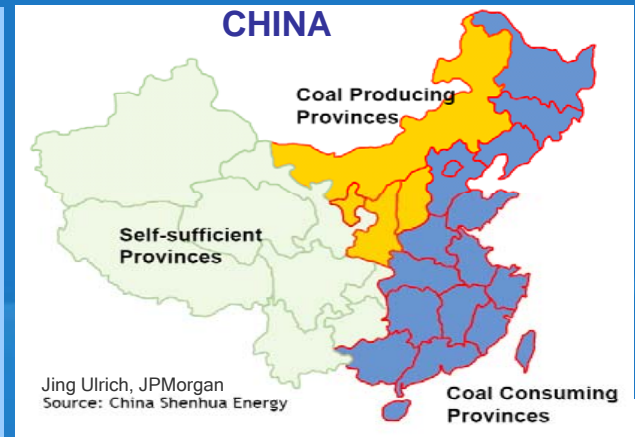 CHINA
Coal Producing
Provinces
Self-sufficient
Provinces
Jing Ulrich, JPMorgan
Source: China Shenhua Energy
Coal Consuming
Provinces